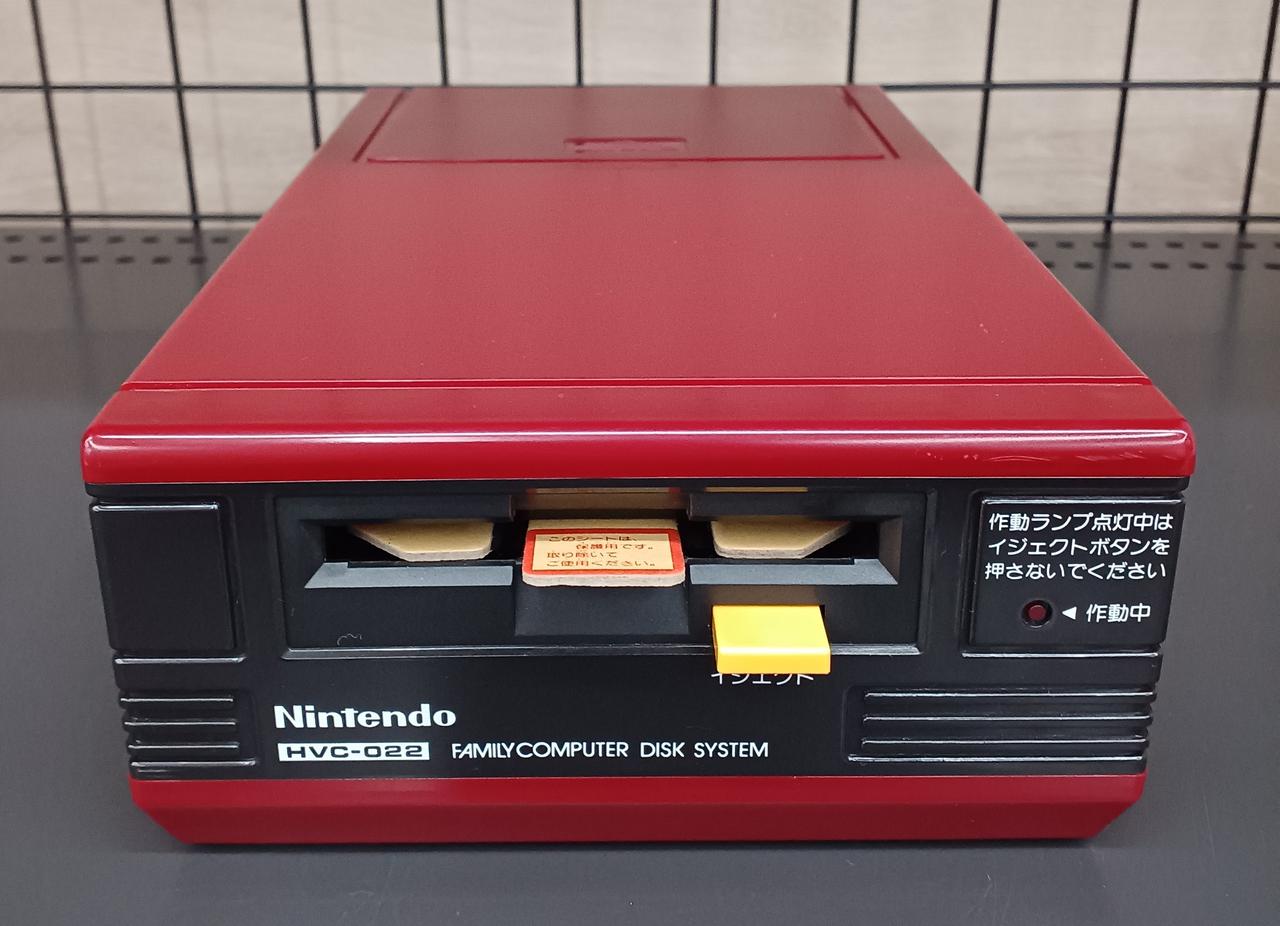 作動ランプ点灯中は
イジェクトボタンを
押さないでください
作動中
このシートは、
保護用です。
取り除いて
ご使用ください。
イジェクト
Nintendo
HVC-022 FAMILY COMPUTER DISK SYSTEM